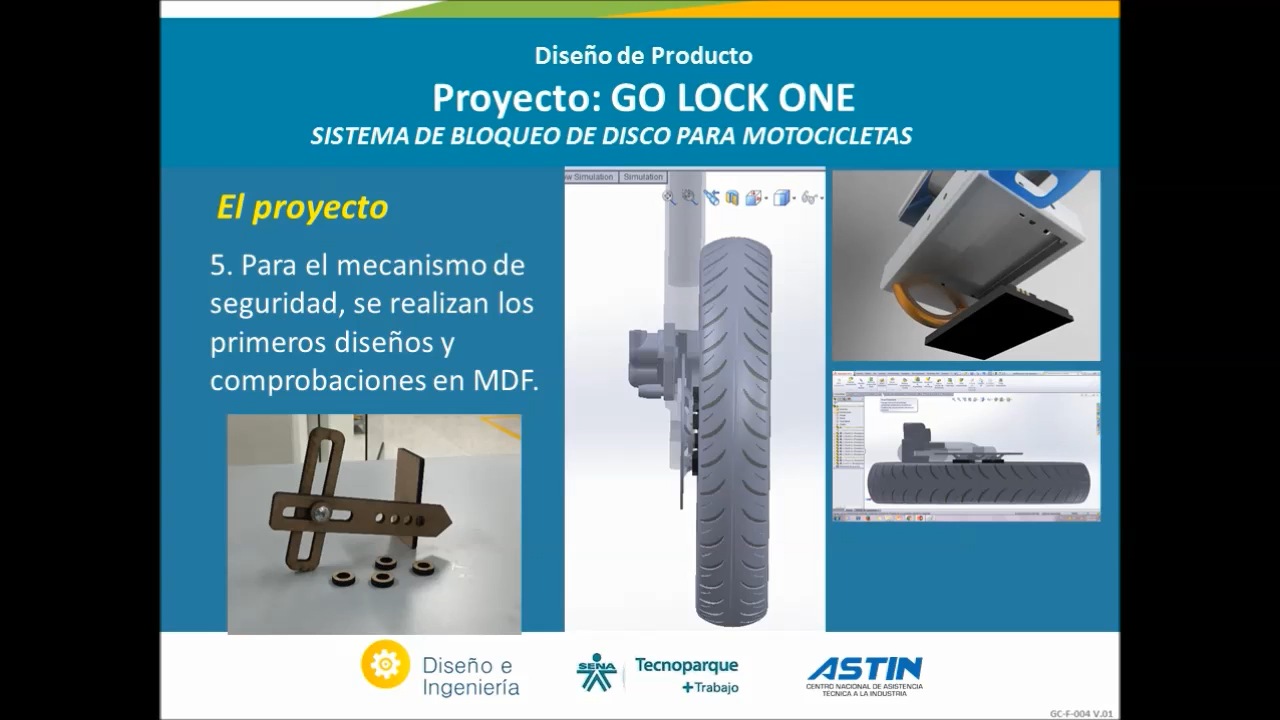 Diseño de Producto
Proyecto: GO LOCK ONE
SISTEMA DE BLOQUEO DE DISCO PARA MOTOCICLETAS
El proyecto
5. Para el mecanismo de
seguridad, se realizan los
primeros diseños y
comprobaciones en MDF.
Simulation
Simulation
Diseño e
Ingeniería
SENA
Tecnoparque
+Trabajo
ASTIN
CENTRO NACIONAL DE ASISTENCIA
TÉCNICA A LA INDUSTRIA
GC-F-004 V.01